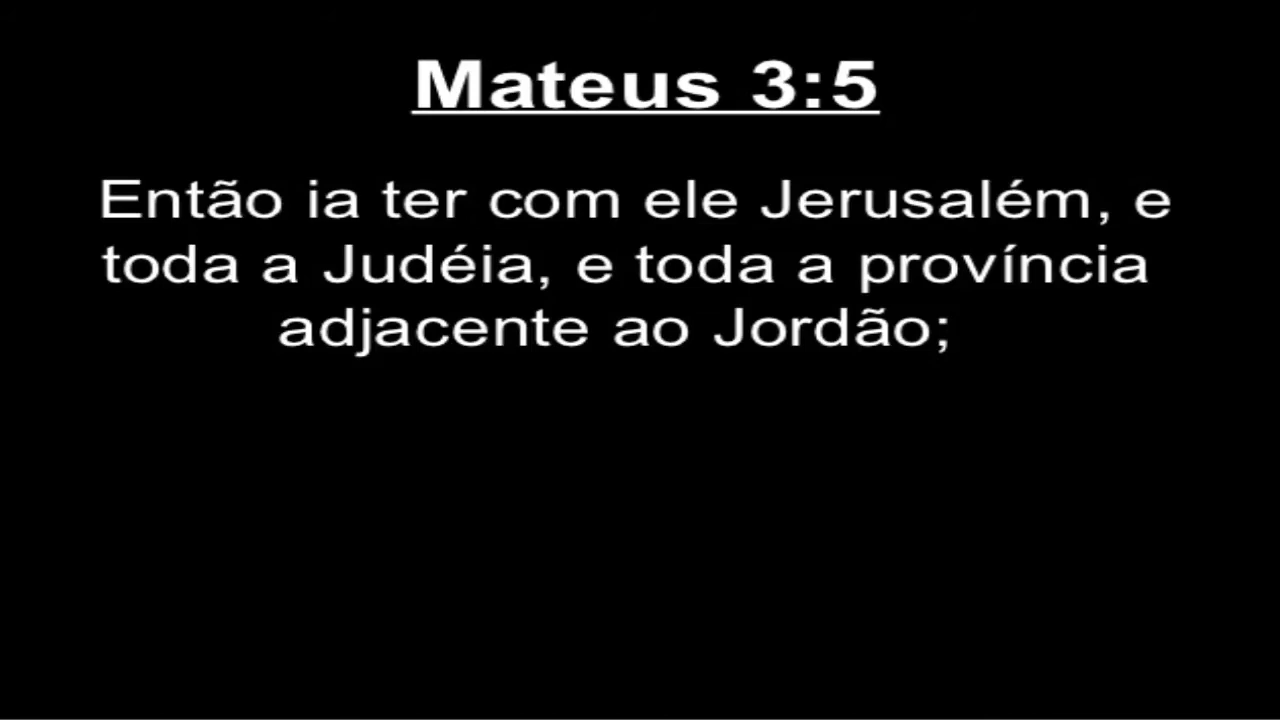 Mateus 3:5
Então ia ter com ele Jerusalém, e
toda a Judéia, e toda a província
adjacente ao Jordão;